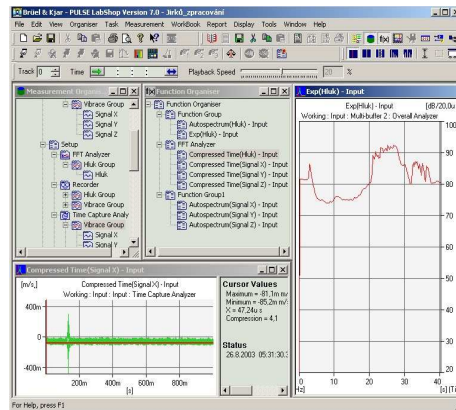 Brüel & Kjær - PULSE LabShop Version 7.0 - Jirků_zpracování
File Edit View Organiser Task Measurement WorkBook Report Display Tools Window Help
Track 0 Time Playback Speed 20 %
Measurement Organis
Vibrace Group
Signal X
Signal Y
Signal Z
Setup
FFT Analyzer
Hluk Group
Hluk
Recorder
Hluk Group
Vibrace Group
Time Capture Analy
Vibrace Group
Signal X
Signal Y
Function Organiser
Function Organiser
Function Group
Autospectrum(Hluk) - Input
Exp(Hluk) - Input
FFT Analyzer
Compressed Time(Hluk) - Input
Compressed Time(Signal X) - Input
Compressed Time(Signal Y) - Input
Compressed Time(Signal Z) - Input
Function Group1
Autospectrum(Signal X) - Input
Autospectrum(Signal Y) - Input
Autospectrum(Signal Z) - Input
Exp(Hluk) - Input
Exp(Hluk) - Input [dB/20,0u
Working : Input : Multi-buffer 2 : Overall Analyzer
100
90
80
70
60
50
40
30
20
0 10 20 30 40
[s] (Ti
Compressed Time(Signal X) - Input
[m/s,] Compressed Time(Signal X) - Input
Working : Input : Input : Time Capture Analyzer
400m
0
-400m
200m 400m 600m 800m
[s]
Cursor Values
Maximum = -81,1m m/
Minimum = -85,2m m/
X = 47,24u s
Compression = 4,1
Status
26.8.2003 05:31:30.
For Help, press F1